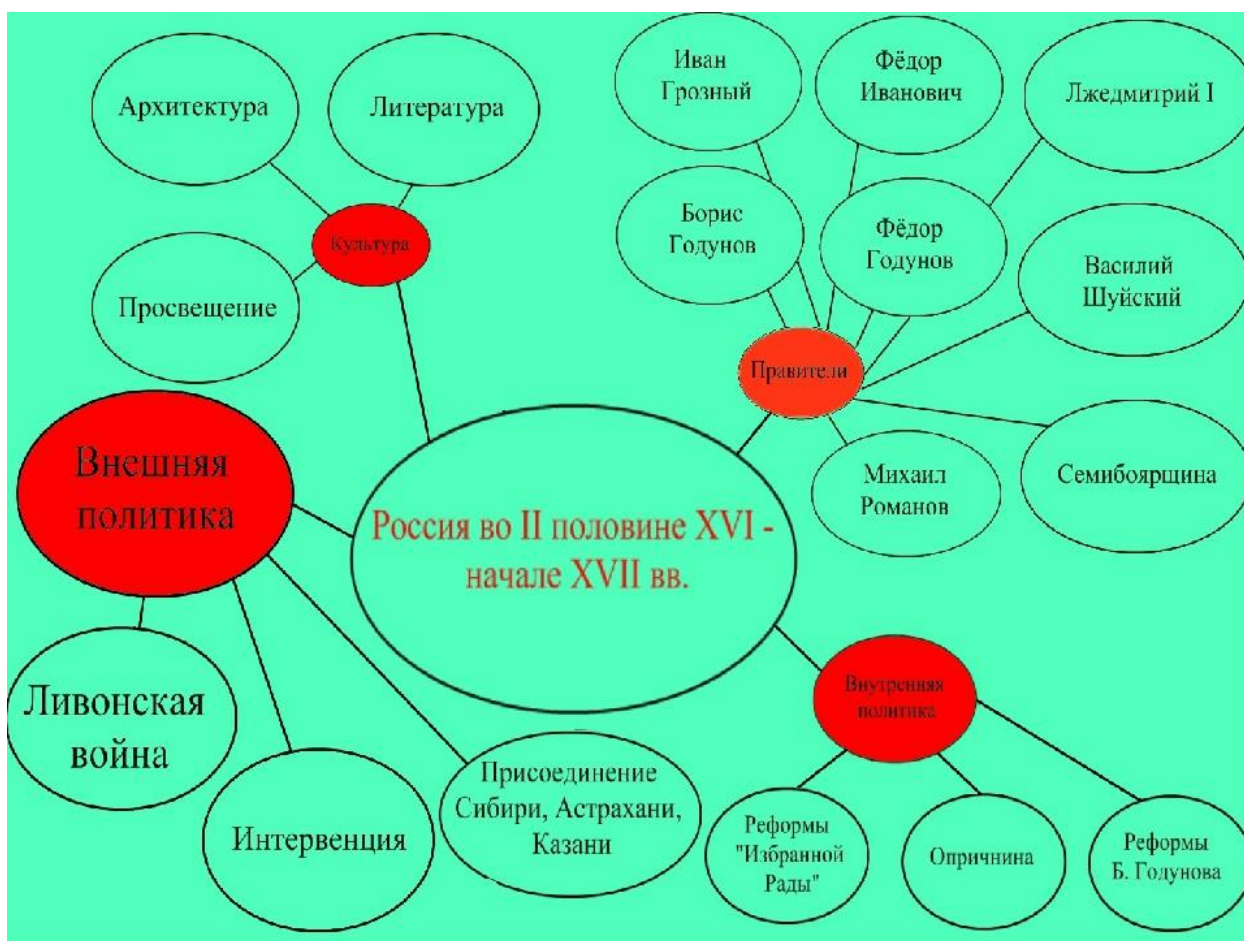 Архитектура
Литература
Культура
Просвещение
Иван
Грозный
Фёдор
Иванович
Лжедмитрий I
Борис
Годунов
Фёдор
Годунов
Василий
Шуйский
Правители
Михаил
Романов
Семибоярщина
Внешняя
политика
Россия во II половине XVI -
начале XVII вв.
Ливонская
война
Интервенция
Присоединение
Сибири, Астрахани,
Казани
Внутренняя
политика
Реформы
"Избранной
Рады"
Опричнина
Реформы
Б. Годунова